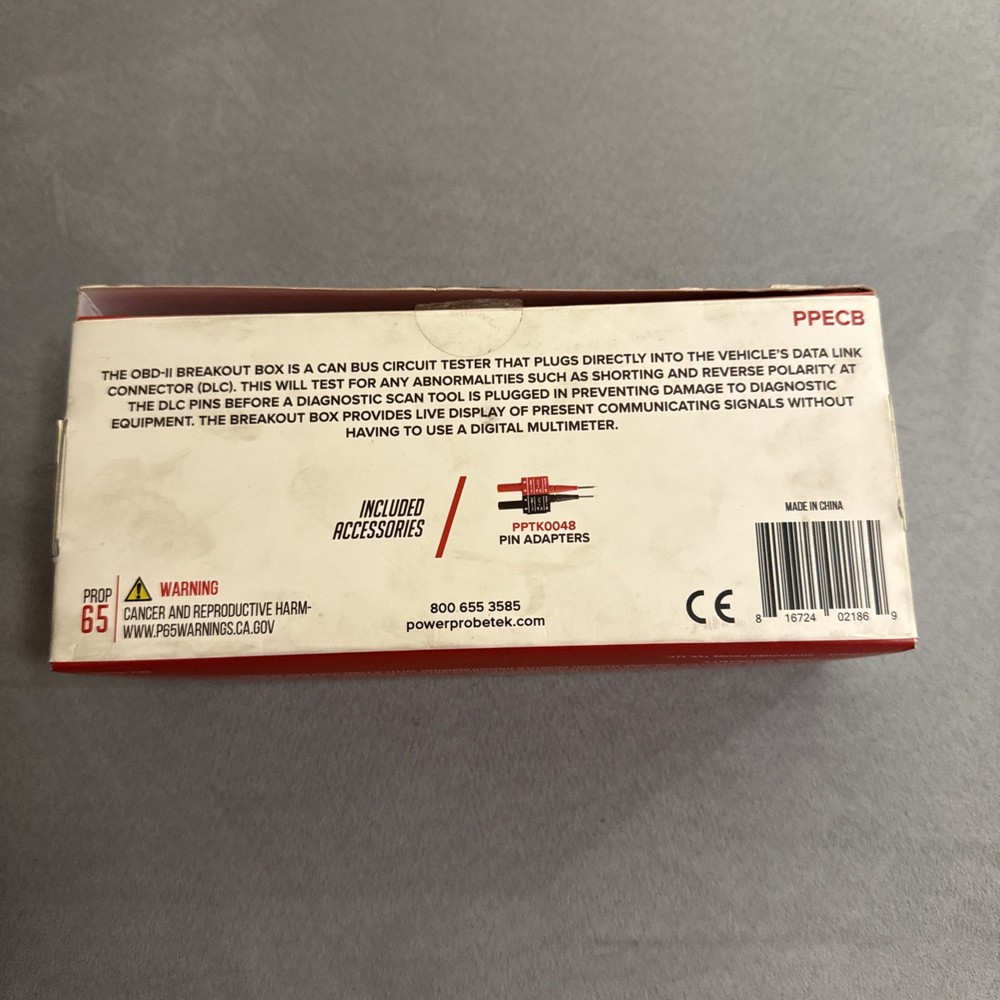 PPECB
THE OBD-II BREAKOUT BOX IS A CAN BUS CIRCUIT TESTER THAT PLUGS DIRECTLY INTO THE VEHICLE'S DATA LINK
CONNECTOR (DLC). THIS WILL TEST FOR ANY ABNORMALITIES SUCH AS SHORTING AND REVERSE POLARITY AT
THE DLC PINS BEFORE A DIAGNOSTIC SCAN TOOL IS PLUGGED IN PREVENTING DAMAGE TO DIAGNOSTIC
EQUIPMENT. THE BREAKOUT BOX PROVIDES LIVE DISPLAY OF PRESENT COMMUNICATING SIGNALS WITHOUT
HAVING TO USE A DIGITAL MULTIMETER.
INCLUDED
ACCESSORIES
PPTK0048
PIN ADAPTERS
MADE IN CHINA
8 16724 02186 9
CE
PROP
65
WARNING
CANCER AND REPRODUCTIVE HARM-
WWW.P65WARNINGS.CA.GOV
800 655 3585
powerprobetek.com